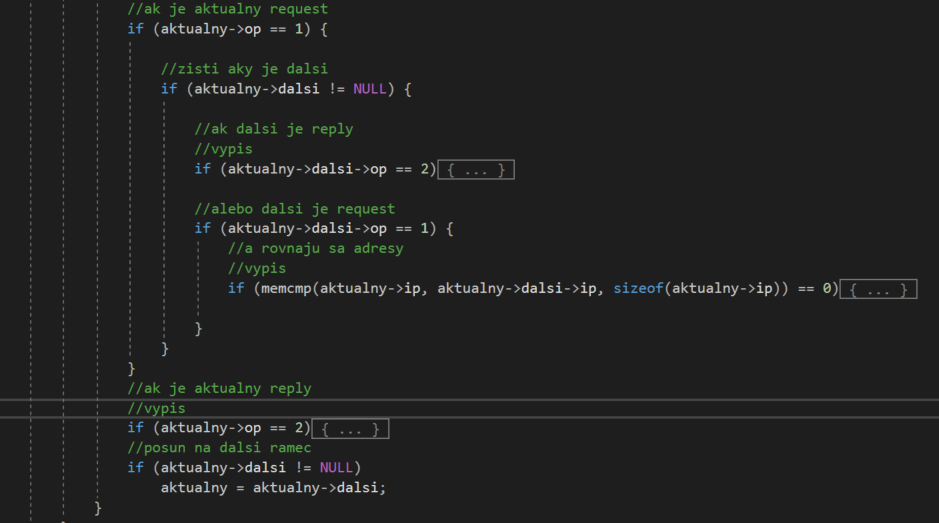 //ak je aktualny request
if (aktualny->op == 1) {
//zisti aky je dalsi
if (aktualny->dalsi != NULL) {
//ak dalsi je reply
//vypis
if (aktualny->dalsi->op == 2){ ... }
//alebo dalsi je request
if (aktualny->dalsi->op == 1) {
//a rovnaju sa adresy
//vypis
if (memcmp(aktualny->ip, aktualny->dalsi->ip, sizeof(aktualny->ip)) == 0){ ... }
}
}
}
//ak je aktualny reply
//vypis
if (aktualny->op == 2){ ... }
//posun na dalsi ramec
if (aktualny->dalsi != NULL)
aktualny = aktualny->dalsi;
}